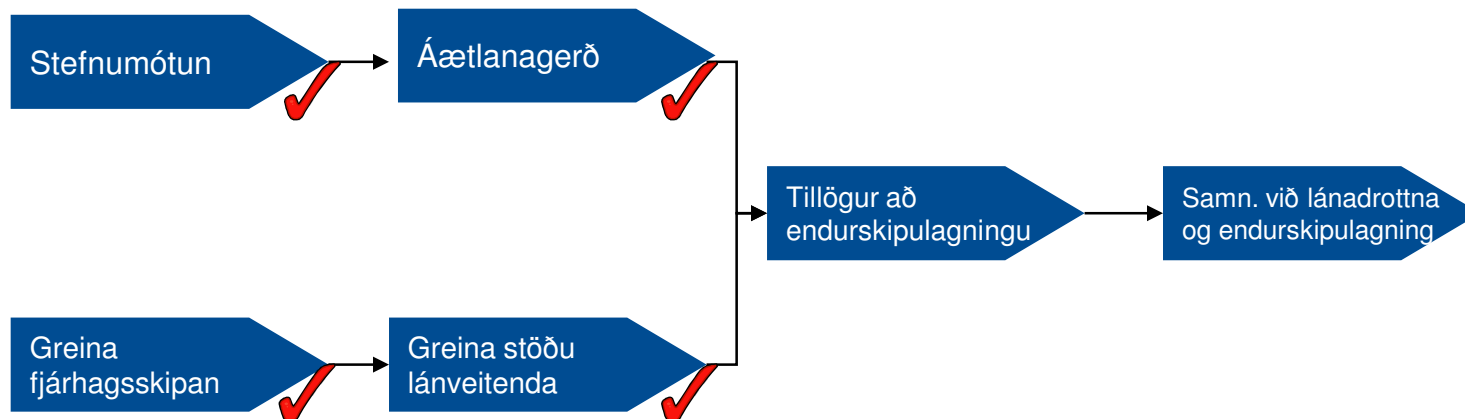 Stefnumótun
Áætlanagerð
Tillögur að
endurskipulagningu
Samn. við lánadrottna
og endurskipulagning
Greina
fjárhagsskipan
Greina stöðu
lánveitenda